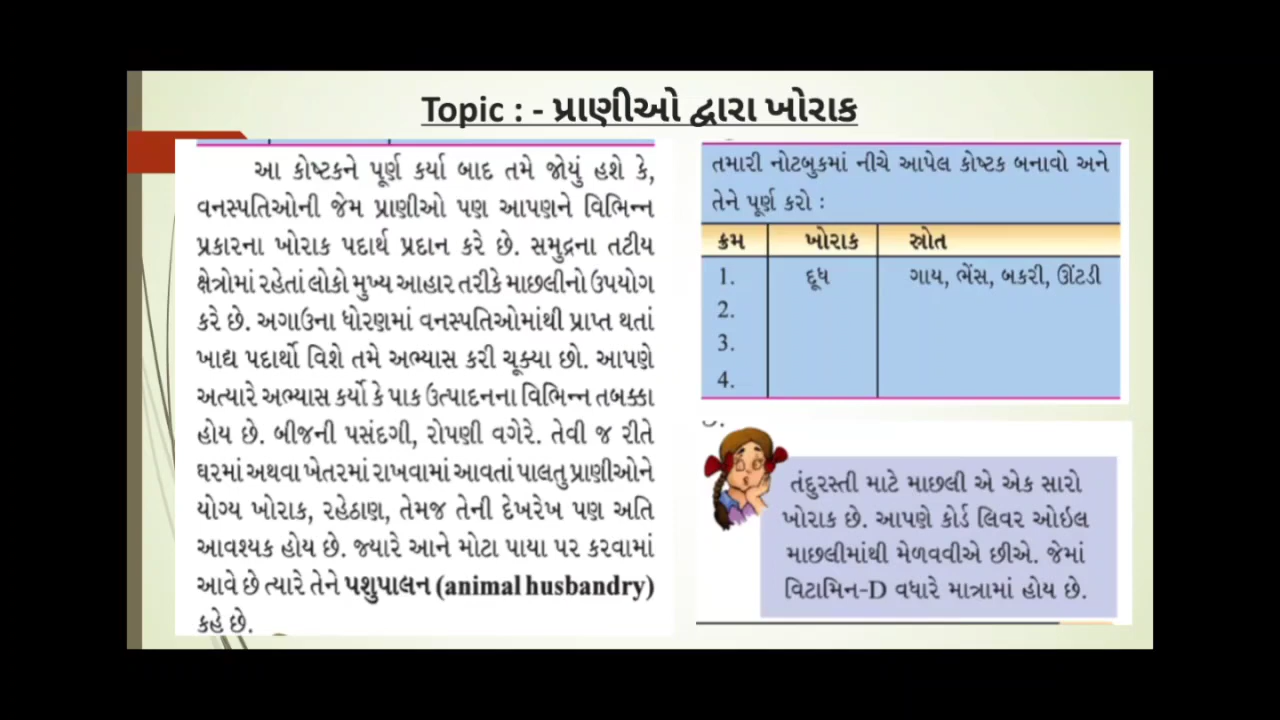 Topic : - પ્રાણીઓ દ્વારા ખોરાક
આ કોષ્ટકને પૂર્ણ કર્યા બાદ તમે જોયું હશે કે,
વનસ્પતિઓની જેમ પ્રાણીઓ પણ આપણને વિભિન્ન
પ્રકારના ખોરાક પદાર્થ પ્રદાન કરે છે. સમુદ્રના તટીય
ક્ષેત્રોમાં રહેતાં લોકો મુખ્ય આહાર તરીકે માછલીનો ઉપયોગ
કરે છે. અગાઉના ધોરણમાં વનસ્પતિઓમાંથી પ્રાપ્ત થતાં
ખાદ્ય પદાર્થો વિશે તમે અભ્યાસ કરી ચૂક્યા છો. આપણે
અત્યારે અભ્યાસ કર્યો કે પાક ઉત્પાદનના વિભિન્ન તબક્કા
હોય છે. બીજની પસંદગી, રોપણી વગેરે. તેવી જ રીતે
ઘરમાં અથવા ખેતરમાં રાખવામાં આવતાં પાલતુ પ્રાણીઓને
યોગ્ય ખોરાક, રહેઠાણ, તેમજ તેની દેખરેખ પણ અતિ
આવશ્યક હોય છે. જ્યારે આને મોટા પાયા પર કરવામાં
આવે છે ત્યારે તેને પશુપાલન (animal husbandry)
કહે છે.
તમારી નોટબુકમાં નીચે આપેલ કોષ્ટક બનાવો અને
તેને પૂર્ણ કરો :
ક્રમ ખોરાક સ્રોત
1. દૂધ ગાય, ભેંસ, બકરી, ઊંટડી
2.
3.
4.
તંદુરસ્તી માટે માછલી એ એક સારો
ખોરાક છે. આપણે કોર્ડ લિવર ઓઇલ
માછલીમાંથી મેળવવીએ છીએ. જેમાં
વિટામિન-D વધારે માત્રામાં હોય છે.